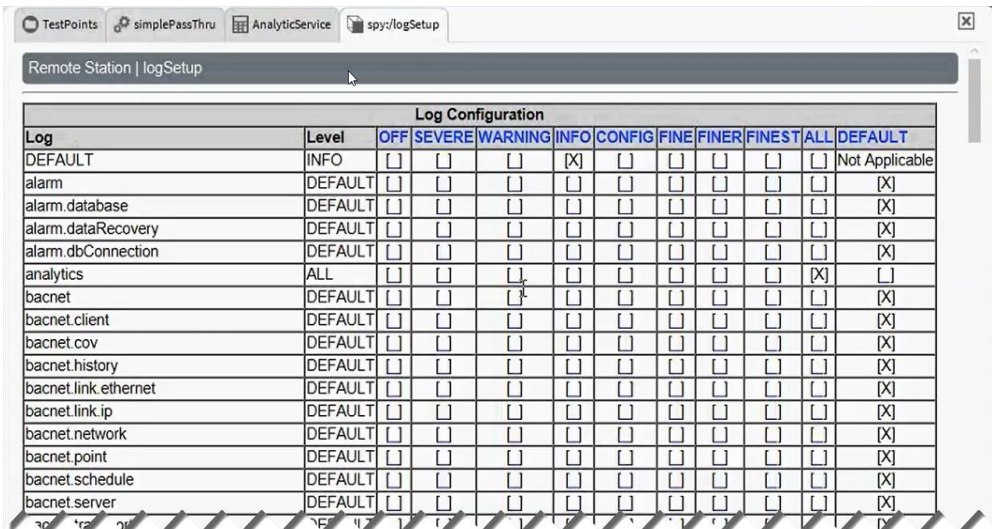 TestPoints simplePassThru AnalyticService spy:/logSetup
Remote Station | logSetup
Log Configuration
Log Level OFF SEVERE WARNING INFO CONFIG FINE FINER FINEST ALL DEFAULT
DEFAULT INFO [ ] [ ] [ ] [X] [ ] [ ] [ ] [ ] [ ] Not Applicable
alarm DEFAULT [ ] [ ] [ ] [ ] [ ] [ ] [ ] [ ] [ ] [X]
alarm.database DEFAULT [ ] [ ] [ ] [ ] [ ] [ ] [ ] [ ] [ ] [X]
alarm.dataRecovery DEFAULT [ ] [ ] [ ] [ ] [ ] [ ] [ ] [ ] [ ] [X]
alarm.dbConnection DEFAULT [ ] [ ] [ ] [ ] [ ] [ ] [ ] [ ] [ ] [X]
analytics ALL [ ] [ ] [ ] [ ] [ ] [ ] [ ] [ ] [X] [ ]
bacnet DEFAULT [ ] [ ] [ ] [ ] [ ] [ ] [ ] [ ] [ ] [X]
bacnet.client DEFAULT [ ] [ ] [ ] [ ] [ ] [ ] [ ] [ ] [ ] [X]
bacnet.cov DEFAULT [ ] [ ] [ ] [ ] [ ] [ ] [ ] [ ] [ ] [X]
bacnet.history DEFAULT [ ] [ ] [ ] [ ] [ ] [ ] [ ] [ ] [ ] [X]
bacnet.link.ethernet DEFAULT [ ] [ ] [ ] [ ] [ ] [ ] [ ] [ ] [ ] [X]
bacnet.link.ip DEFAULT [ ] [ ] [ ] [ ] [ ] [ ] [ ] [ ] [ ] [X]
bacnet.network DEFAULT [ ] [ ] [ ] [ ] [ ] [ ] [ ] [ ] [ ] [X]
bacnet.point DEFAULT [ ] [ ] [ ] [ ] [ ] [ ] [ ] [ ] [ ] [X]
bacnet.schedule DEFAULT [ ] [ ] [ ] [ ] [ ] [ ] [ ] [ ] [ ] [X]
bacnet.server DEFAULT [ ] [ ] [ ] [ ] [ ] [ ] [ ] [ ] [ ] [X]